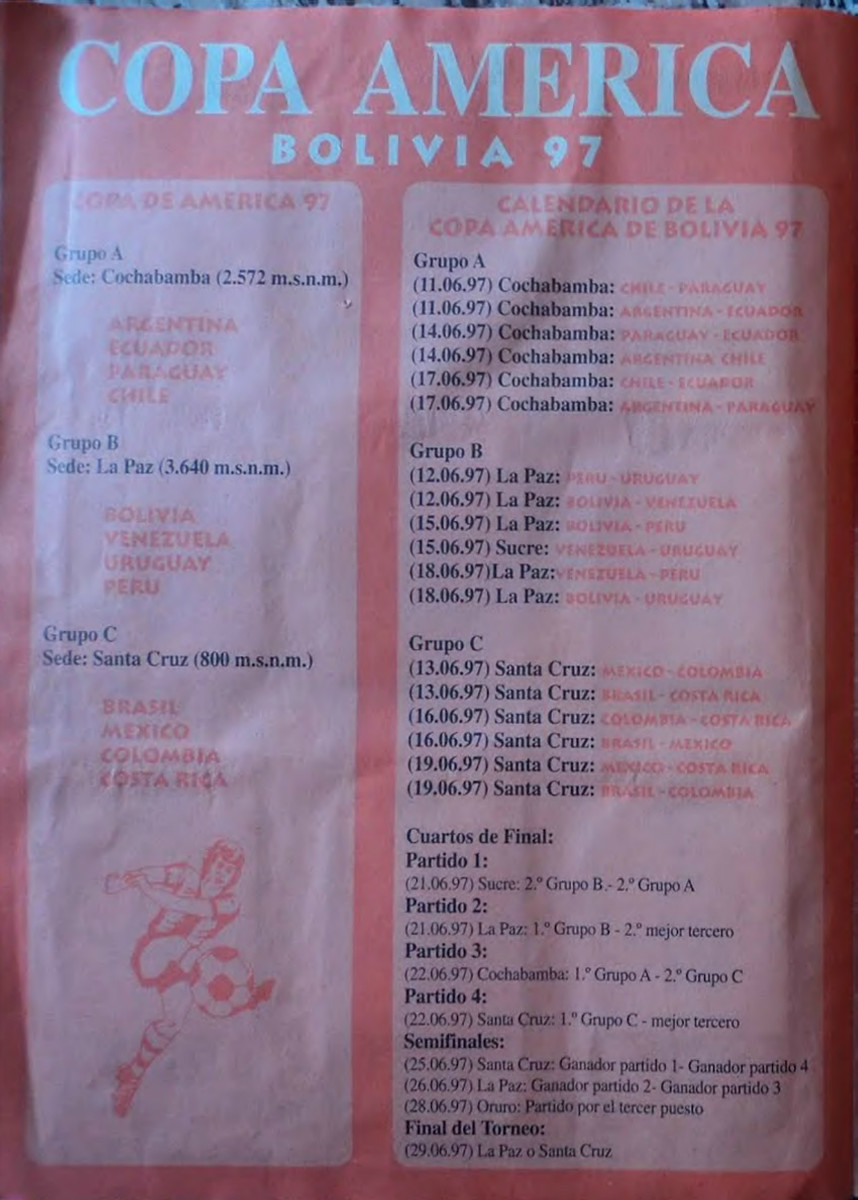 COPA AMERICA
BOLIVIA 97
COPA DE AMERICA 97
Grupo A
Sede: Cochabamba (2.572 m.s.n.m.)
ARGENTINA
ECUADOR
PARAGUAY
CHILE
Grupo B
Sede: La Paz (3.640 m.s.n.m.)
BOLIVIA
VENEZUELA
URUGUAY
PERU
Grupo C
Sede: Santa Cruz (800 m.s.n.m.)
BRASIL
MEXICO
COLOMBIA
COSTA RICA
CALENDARIO DE LA
COPA AMERICA DE BOLIVIA 97
Grupo A
(11.06.97) Cochabamba: CHILE - PARAGUAY
(11.06.97) Cochabamba: ARGENTINA - ECUADOR
(14.06.97) Cochabamba: PARAGUAY - ECUADOR
(14.06.97) Cochabamba: ARGENTINA CHILE
(17.06.97) Cochabamba: CHILE - ECUADOR
(17.06.97) Cochabamba: ARGENTINA - PARAGUAY
Grupo B
(12.06.97) La Paz: PERU - URUGUAY
(12.06.97) La Paz: BOLIVIA - VENEZUELA
(15.06.97) La Paz: BOLIVIA - PERU
(15.06.97) Sucre: VENEZUELA - URUGUAY
(18.06.97)La Paz:VENEZUELA - PERU
(18.06.97) La Paz: BOLIVIA - URUGUAY
Grupo C
(13.06.97) Santa Cruz: MEXICO - COLOMBIA
(13.06.97) Santa Cruz: BRASIL - COSTA RICA
(16.06.97) Santa Cruz: COLOMBIA - COSTA RICA
(16.06.97) Santa Cruz: BRASIL - MEXICO
(19.06.97) Santa Cruz: MEXICO - COSTA RICA
(19.06.97) Santa Cruz: BRASIL - COLOMBIA
Cuartos de Final:
Partido 1:
(21.06.97) Sucre: 2.º Grupo B.- 2.º Grupo A
Partido 2:
(21.06.97) La Paz: 1.º Grupo B - 2.º mejor tercero
Partido 3:
(22.06.97) Cochabamba: 1.º Grupo A - 2.º Grupo C
Partido 4:
(22.06.97) Santa Cruz: 1.º Grupo C - mejor tercero
Semifinales:
(25.06.97) Santa Cruz: Ganador partido 1- Ganador partido 4
(26.06.97) La Paz: Ganador partido 2- Ganador partido 3
(28.06.97) Oruro: Partido por el tercer puesto
Final del Torneo:
(29.06.97) La Paz o Santa Cruz